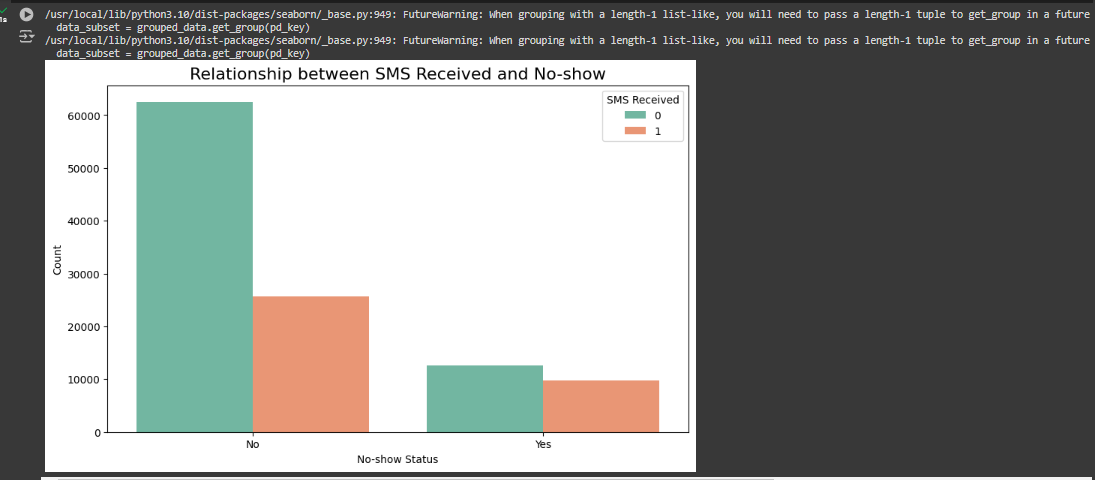 /usr/local/lib/python3.10/dist-packages/seaborn/_base.py:949: FutureWarning: When grouping with a length-1 list-like, you will need to pass a length-1 tuple to get_group in a future
data_subset = grouped_data.get_group(pd_key)
/usr/local/lib/python3.10/dist-packages/seaborn/_base.py:949: FutureWarning: When grouping with a length-1 list-like, you will need to pass a length-1 tuple to get_group in a future
data_subset = grouped_data.get_group(pd_key)
Relationship between SMS Received and No-show
SMS Received
0
1
60000
50000
40000
30000
20000
10000
0
Count
No
Yes
No-show Status